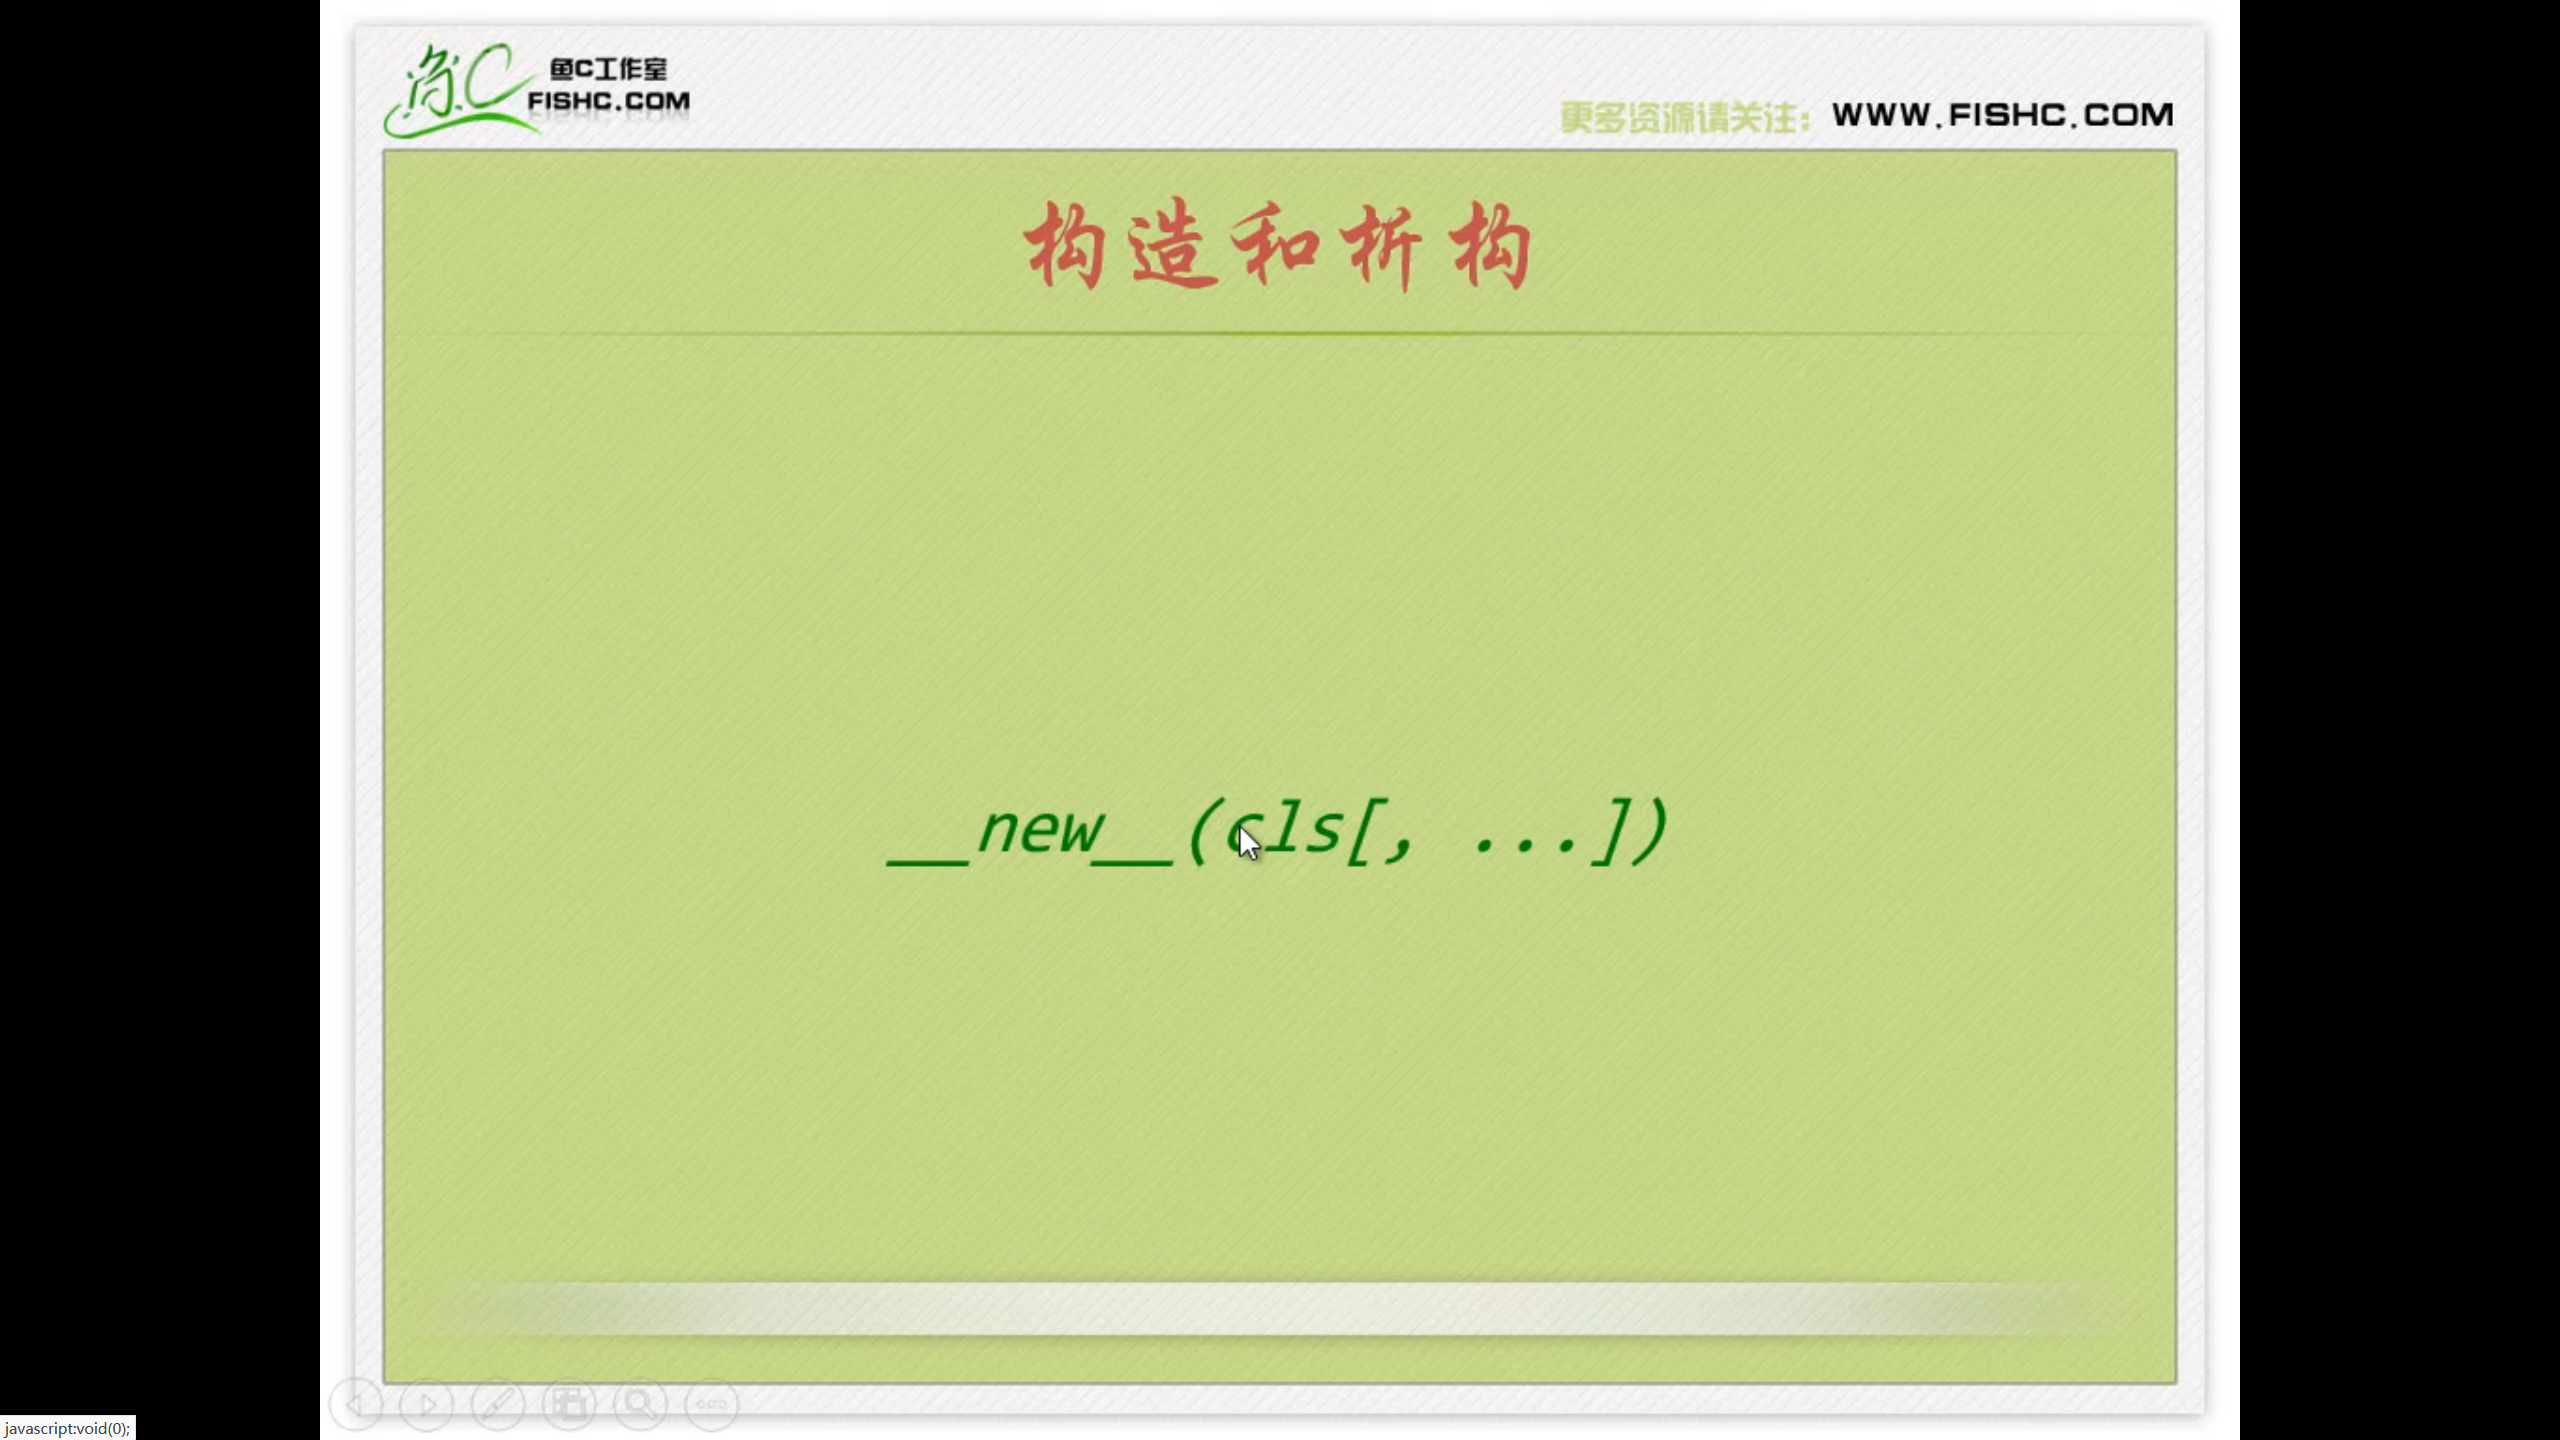 鱼C工作室
FISHC.COM
更多资源请关注: WWW.FISHC.COM
构造和析构
__new__(cls[, ...])
javascript:void(0);